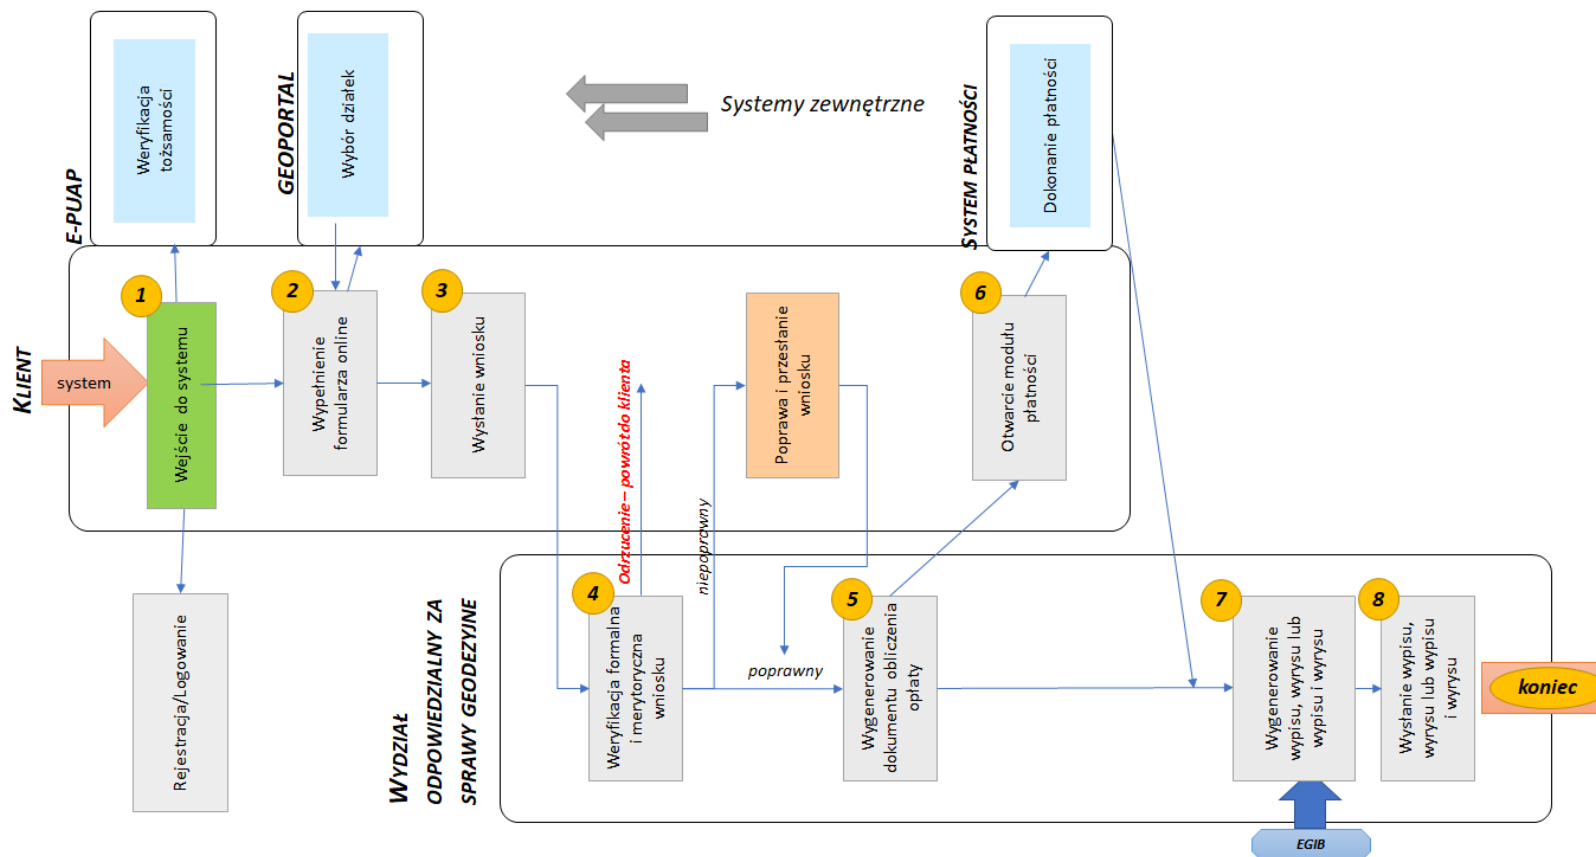 E-PUAP
Weryfikacja
tożsamości
GEOPORTAL
Wybór działek
Systemy zewnętrzne
SYSTEM PŁATNOŚCI
Dokonanie płatności
KLIENT
system
1
Wejście do systemu
2
Wypełnienie
formularza online
3
Wysłanie wniosku
Odrzucenie – powrót do klienta
niepoprawny
Poprawa i przesłanie
wniosku
6
Otwarcie modułu
płatności
Rejestracja/Logowanie
WYDZIAŁ
ODPOWIEDZIALNY ZA
SPRAWY GEODEZYJNE
4
Weryfikacja formalna
i merytoryczna
wniosku
poprawny
5
Wygenerowanie
dokumentu obliczenia
opłaty
7
Wygenerowanie
wypisu, wyrysu lub
wypisu i wyrysu
8
Wysłanie wypisu,
wyrysu lub wypisu
i wyrysu
koniec
EGIB